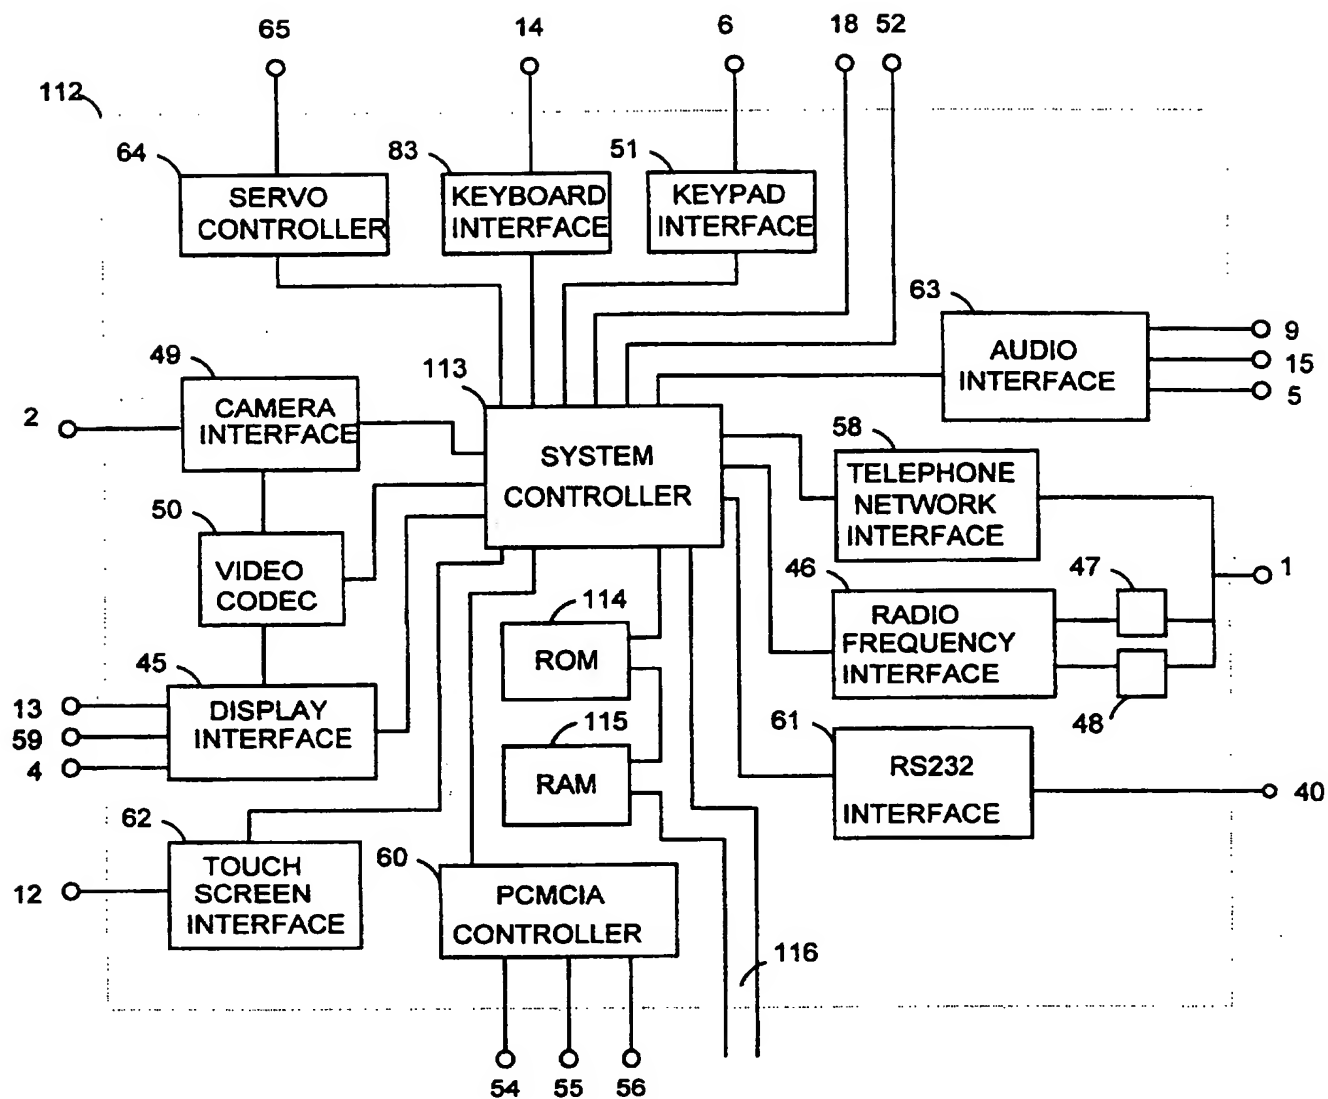 65
14
6
18
52
112
64
83
51
SERVO
CONTROLLER
KEYBOARD
INTERFACE
KEYPAD
INTERFACE
63
AUDIO
INTERFACE
9
15
5
49
CAMERA
INTERFACE
2
113
SYSTEM
CONTROLLER
58
TELEPHONE
NETWORK
INTERFACE
50
VIDEO
CODEC
46
RADIO
FREQUENCY
INTERFACE
47
48
1
114
ROM
45
DISPLAY
INTERFACE
13
59
4
115
RAM
61
RS232
INTERFACE
40
62
TOUCH
SCREEN
INTERFACE
12
60
PCMCIA
CONTROLLER
116
54
55
56